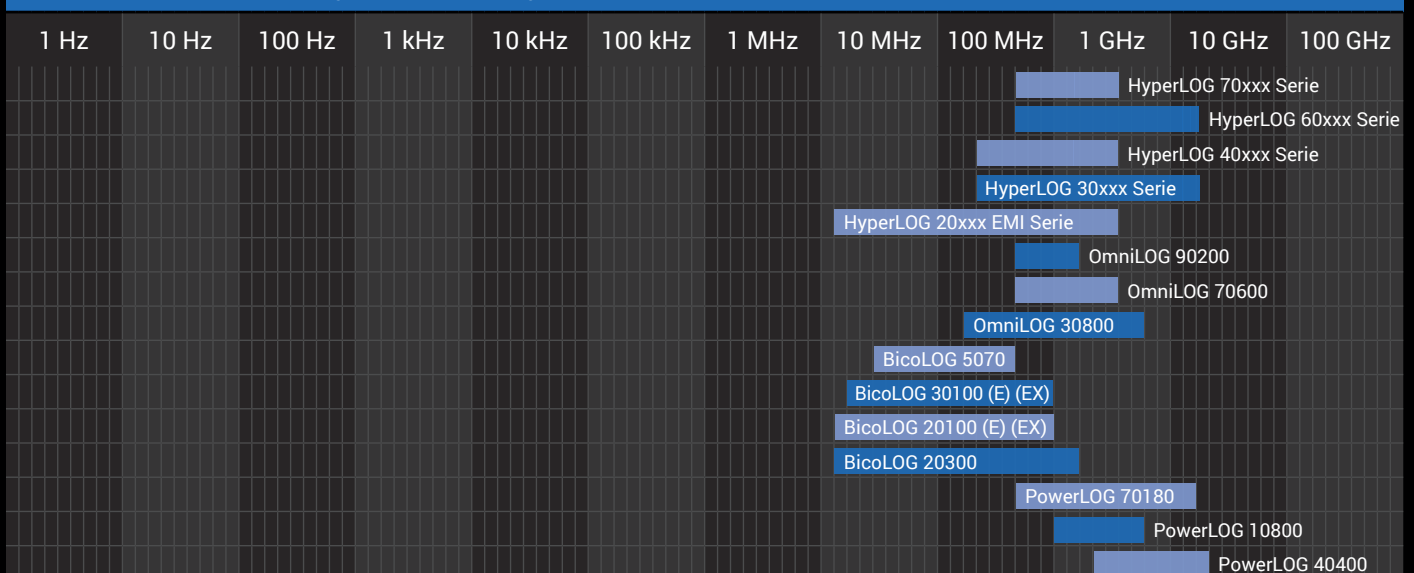 1 Hz 10 Hz 100 Hz 1 kHz 10 kHz 100 kHz 1 MHz 10 MHz 100 MHz 1 GHz 10 GHz 100 GHz
HyperLOG 70xxx Serie
HyperLOG 60xxx Serie
HyperLOG 40xxx Serie
HyperLOG 30xxx Serie
HyperLOG 20xxx EMI Serie
OmniLOG 90200
OmniLOG 70600
OmniLOG 30800
BicoLOG 5070
BicoLOG 30100 (E) (EX)
BicoLOG 20100 (E) (EX)
BicoLOG 20300
PowerLOG 70180
PowerLOG 10800
PowerLOG 40400